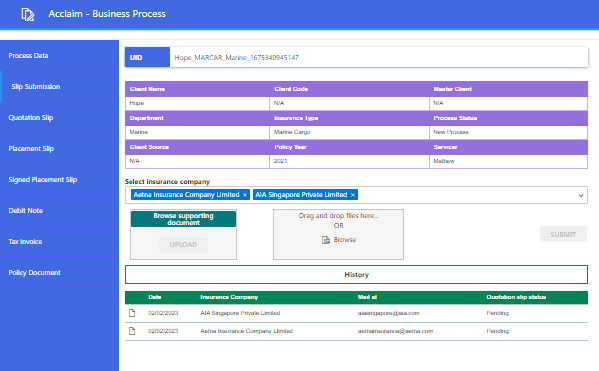 Acclaim - Business Process
Process Data
Slip Submission
Quotation Slip
Placement Slip
Signed Placement Slip
Debit Note
Tax Invoice
Policy Document
UID Hope_MARCAR_Marine_1675340945147
Client Name Client Code Master Client
Hope N/A N/A
Department Insurance Type Process Status
Marine Marine Cargo New Process
Client Source Policy Year Servicer
N/A 2021 Mathew
Select insurance company
Aetna Insurance Company Limited × AIA Singapore Private Limited ×
Browse supporting
document
UPLOAD
Drag and drop files here...
OR
Browse
SUBMIT
History
Date Insurance Company Mail id Quotation slip status
02/02/2023 AIA Singapore Private Limited aiasingapure@aia.com Pending
02/02/2023 Aetna Insurance Company Limited aetnainsurance@aetna.com Pending